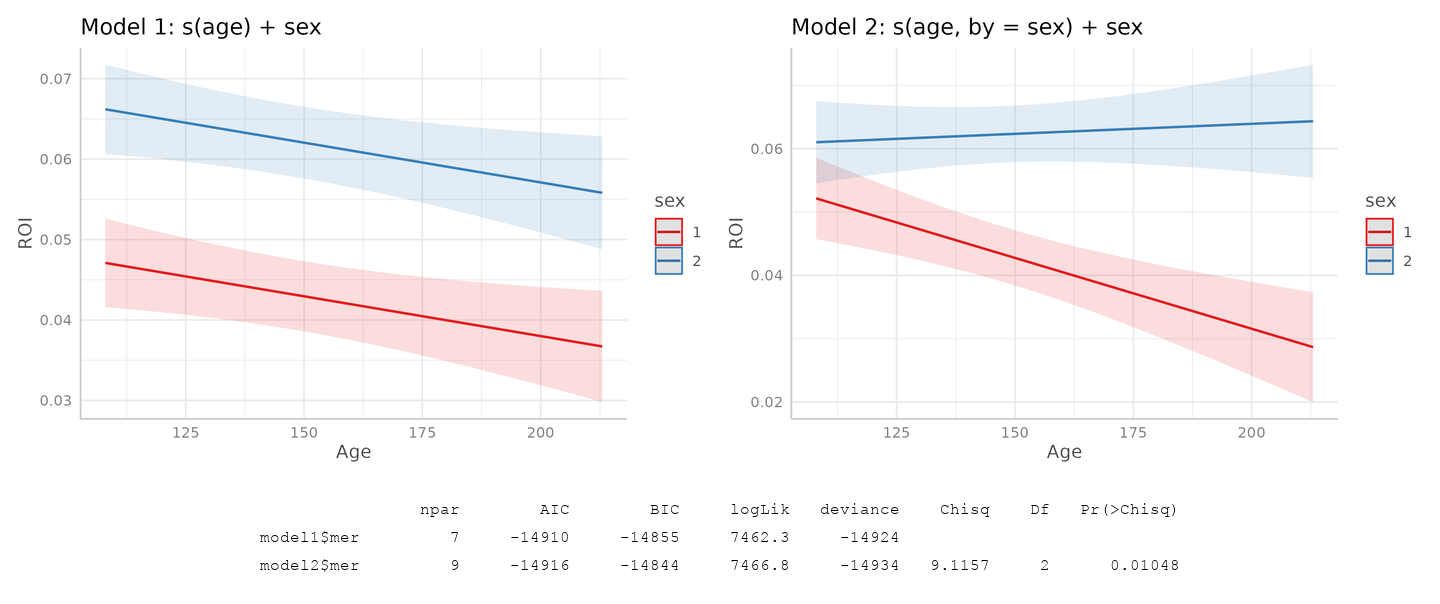 Model 1: s(age) + sex
0.07
0.06
0.05
0.04
0.03
ROI
125 150 175 200
Age
sex
1
2
Model 2: s(age, by = sex) + sex
0.06
0.04
0.02
ROI
125 150 175 200
Age
sex
1
2
npar AIC BIC logLik deviance Chisq Df Pr(>Chisq)
model1$mer 7 -14910 -14855 7462.3 -14924
model2$mer 9 -14916 -14844 7466.8 -14934 9.1157 2 0.01048